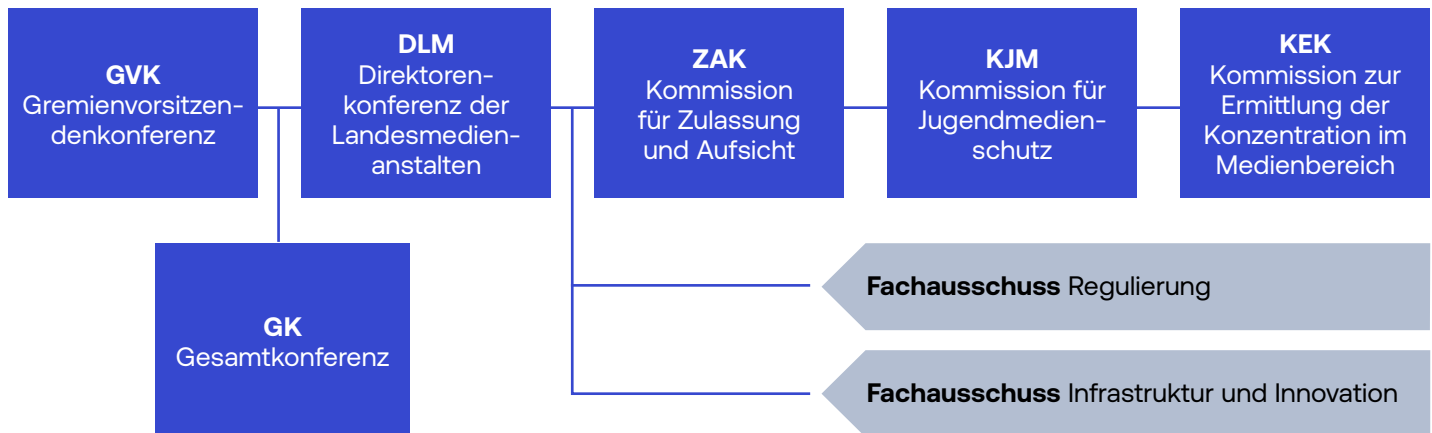 GVK
Gremienvorsitzen-
denkonferenz
DLM
Direktoren-
konferenz der
Landesmedien-
anstalten
ZAK
Kommission
für Zulassung
und Aufsicht
KJM
Kommission für
Jugendmedien-
schutz
KEK
Kommission zur
Ermittlung der
Konzentration im
Medienbereich
GK
Gesamtkonferenz
Fachausschuss Regulierung
Fachausschuss Infrastruktur und Innovation